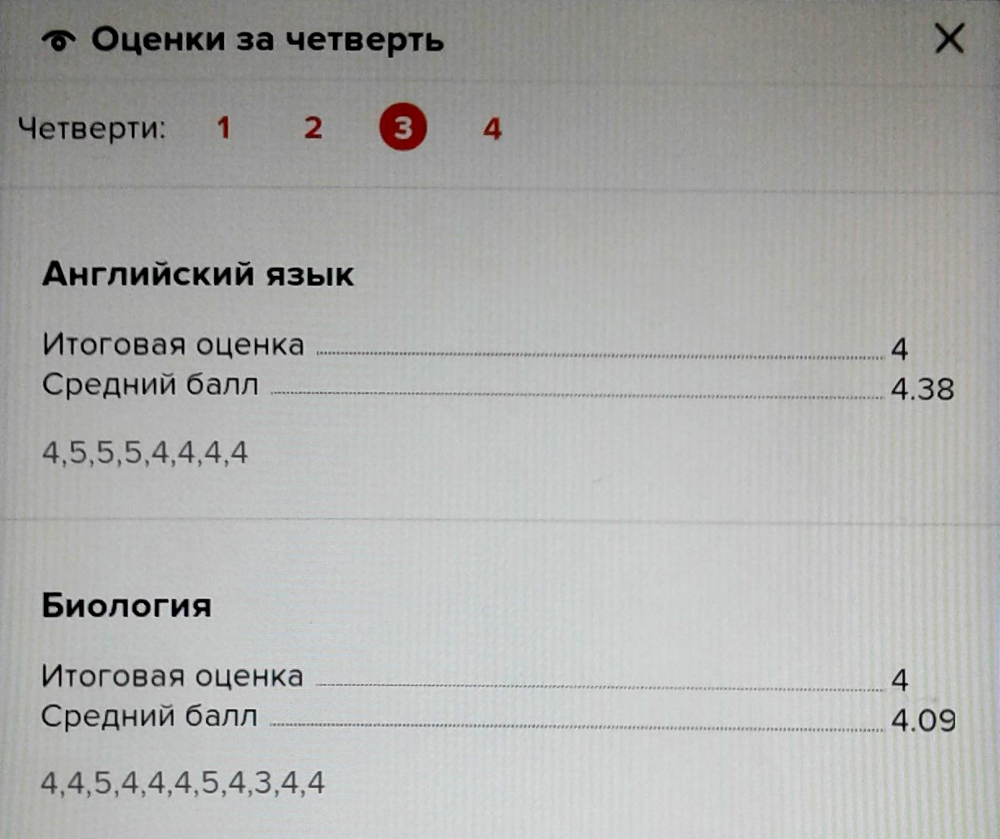 Оценки за четверть
Четверти: 1 2 3 4
Английский язык
Итоговая оценка 4
Средний балл 4.38
4,5,5,5,4,4,4,4
Биология
Итоговая оценка 4
Средний балл 4.09
4,4,5,4,4,4,5,4,3,4,4